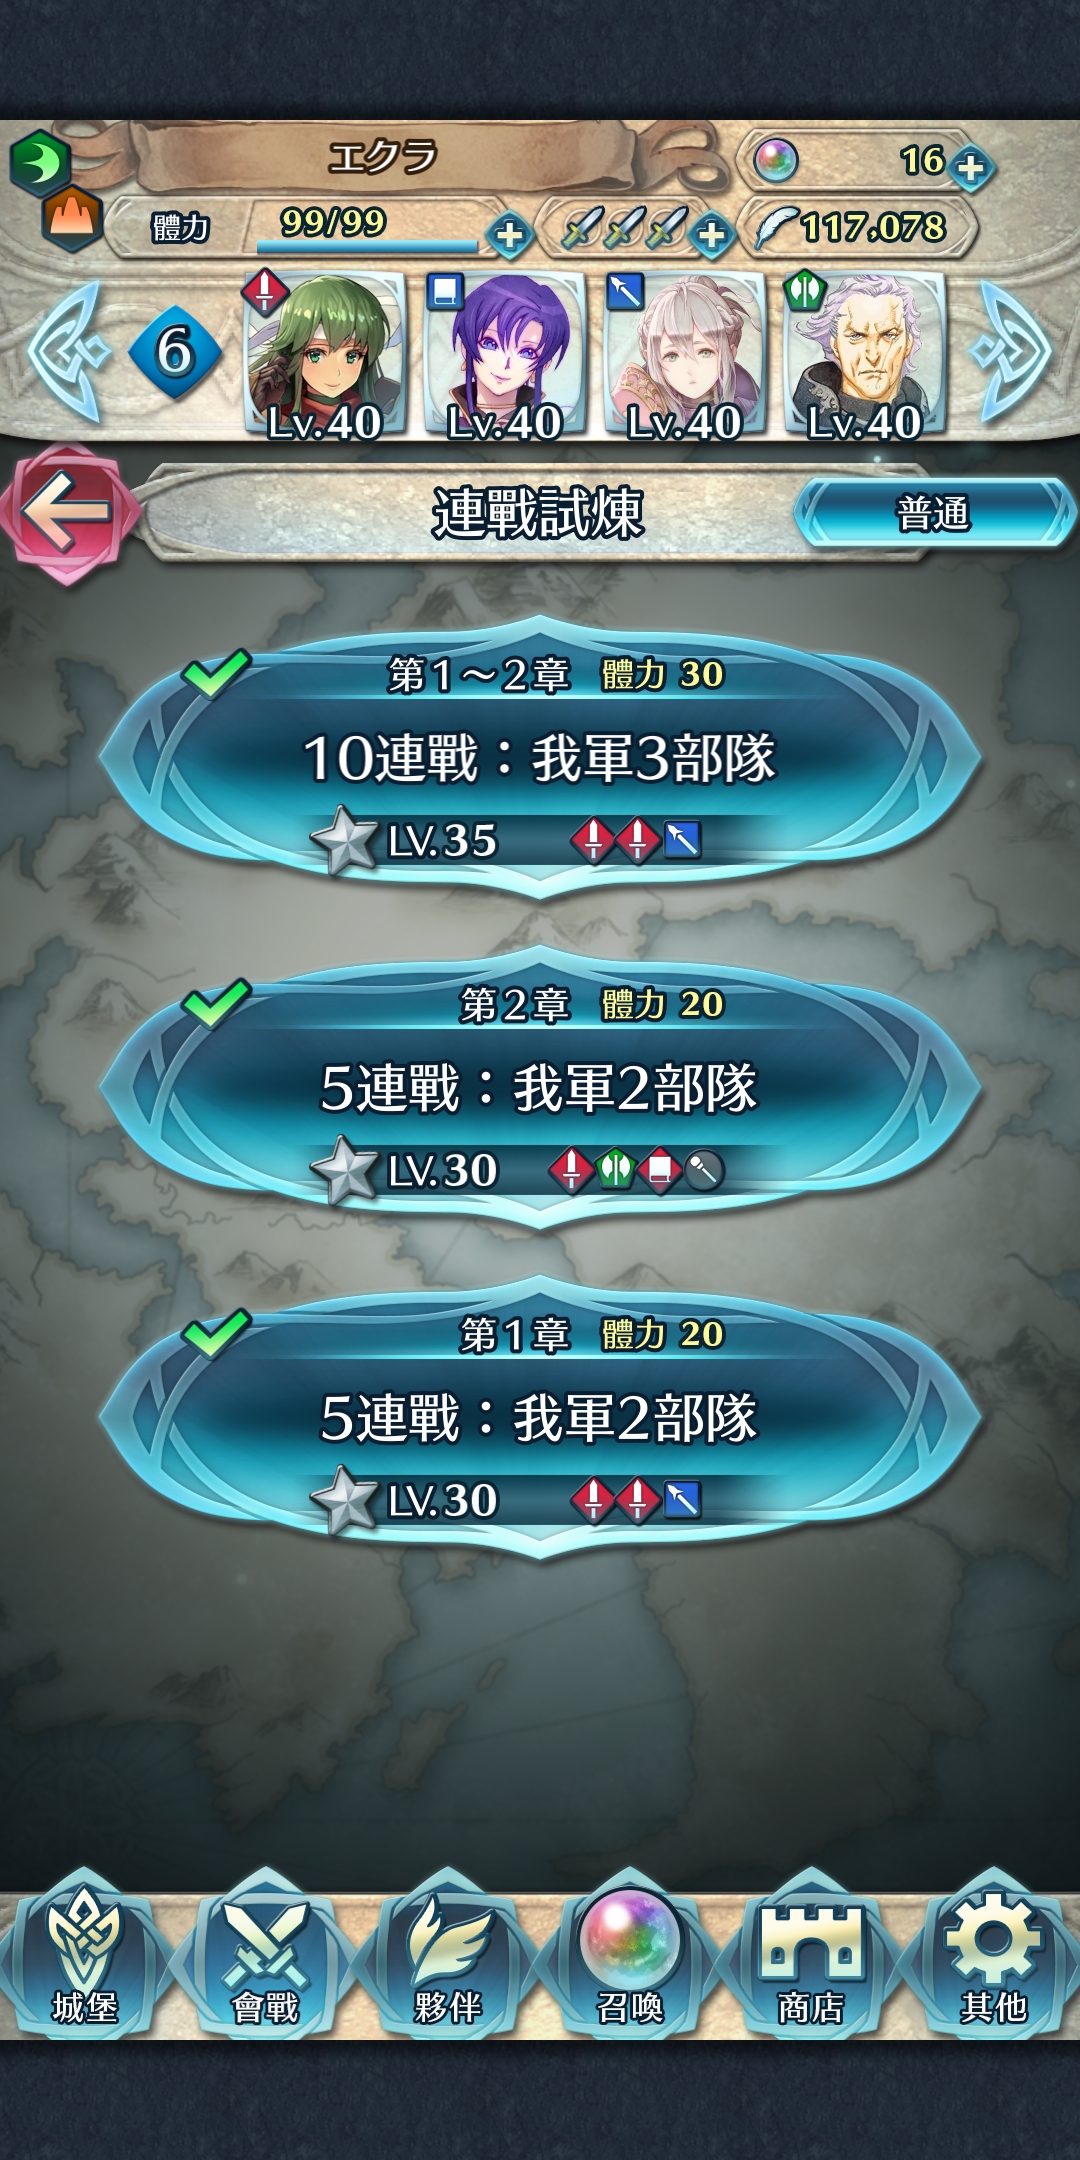 エクラ
16
體力
99/99
117,078
6
Lv.40
Lv.40
Lv.40
Lv.40
連戰試煉
普通
第1～2章 體力 30
10連戰：我軍3部隊
LV.35
第2章 體力 20
5連戰：我軍2部隊
LV.30
第1章 體力 20
5連戰：我軍2部隊
LV.30
城堡
會戰
夥伴
召喚
商店
其他